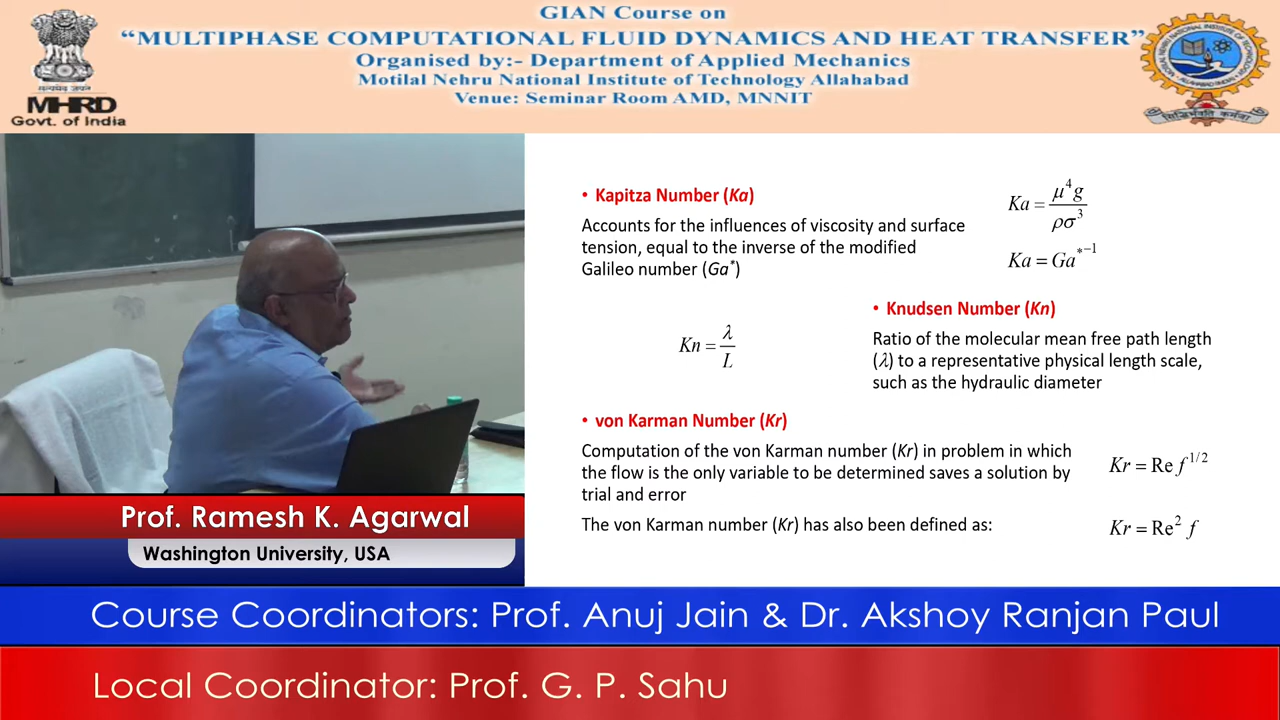 GIAN Course on
“MULTIPHASE COMPUTATIONAL FLUID DYNAMICS AND HEAT TRANSFER”
Organised by:- Department of Applied Mechanics
Motilal Nehru National Institute of Technology Allahabad
Venue: Seminar Room AMD, MNNIT
सत्यमेव जयते
MHRD
Govt. of India
• Kapitza Number (Ka)
Accounts for the influences of viscosity and surface
tension, equal to the inverse of the modified
Galileo number (Ga*)
Ka = μ⁴g / ρσ³
Ka = Ga*⁻¹
• Knudsen Number (Kn)
Ratio of the molecular mean free path length
(λ) to a representative physical length scale,
such as the hydraulic diameter
Kn = λ / L
• von Karman Number (Kr)
Computation of the von Karman number (Kr) in problem in which
the flow is the only variable to be determined saves a solution by
trial and error
Kr = Re f^1/2
The von Karman number (Kr) has also been defined as:
Kr = Re² f
Prof. Ramesh K. Agarwal
Washington University, USA
Course Coordinators: Prof. Anuj Jain & Dr. Akshoy Ranjan Paul
Local Coordinator: Prof. G. P. Sahu